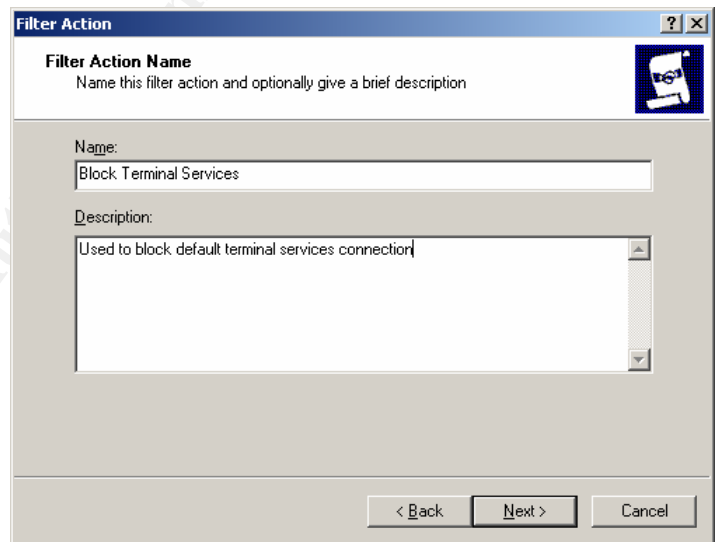 Filter Action
Filter Action Name
Name this filter action and optionally give a brief description
Name:
Block Terminal Services
Description:
Used to block default terminal services connection
< Back
Next >
Cancel